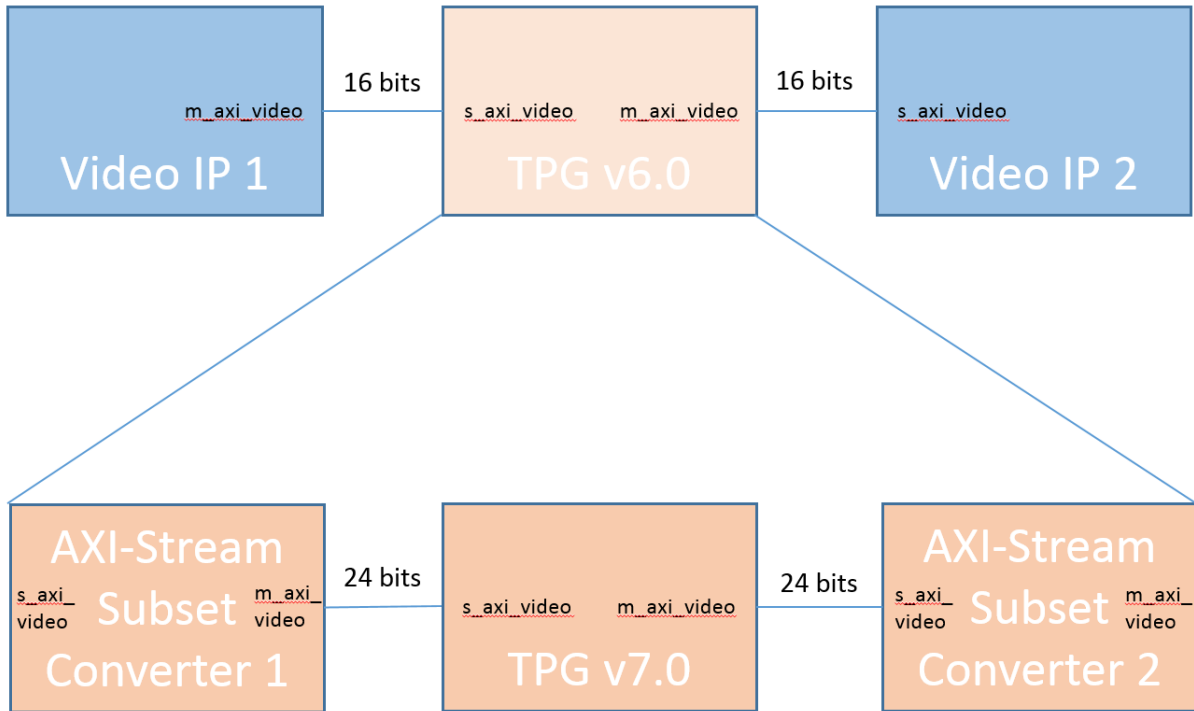 16 bits
16 bits
m_axi_video
s_axi_video
m_axi_video
s_axi_video
Video IP 1
TPG v6.0
Video IP 2
AXI-Stream
Subset
Converter 1
s_axi_
video
m_axi_
video
24 bits
s_axi_video
m_axi_video
TPG v7.0
24 bits
AXI-Stream
Subset
Converter 2
s_axi_
video
m_axi_
video